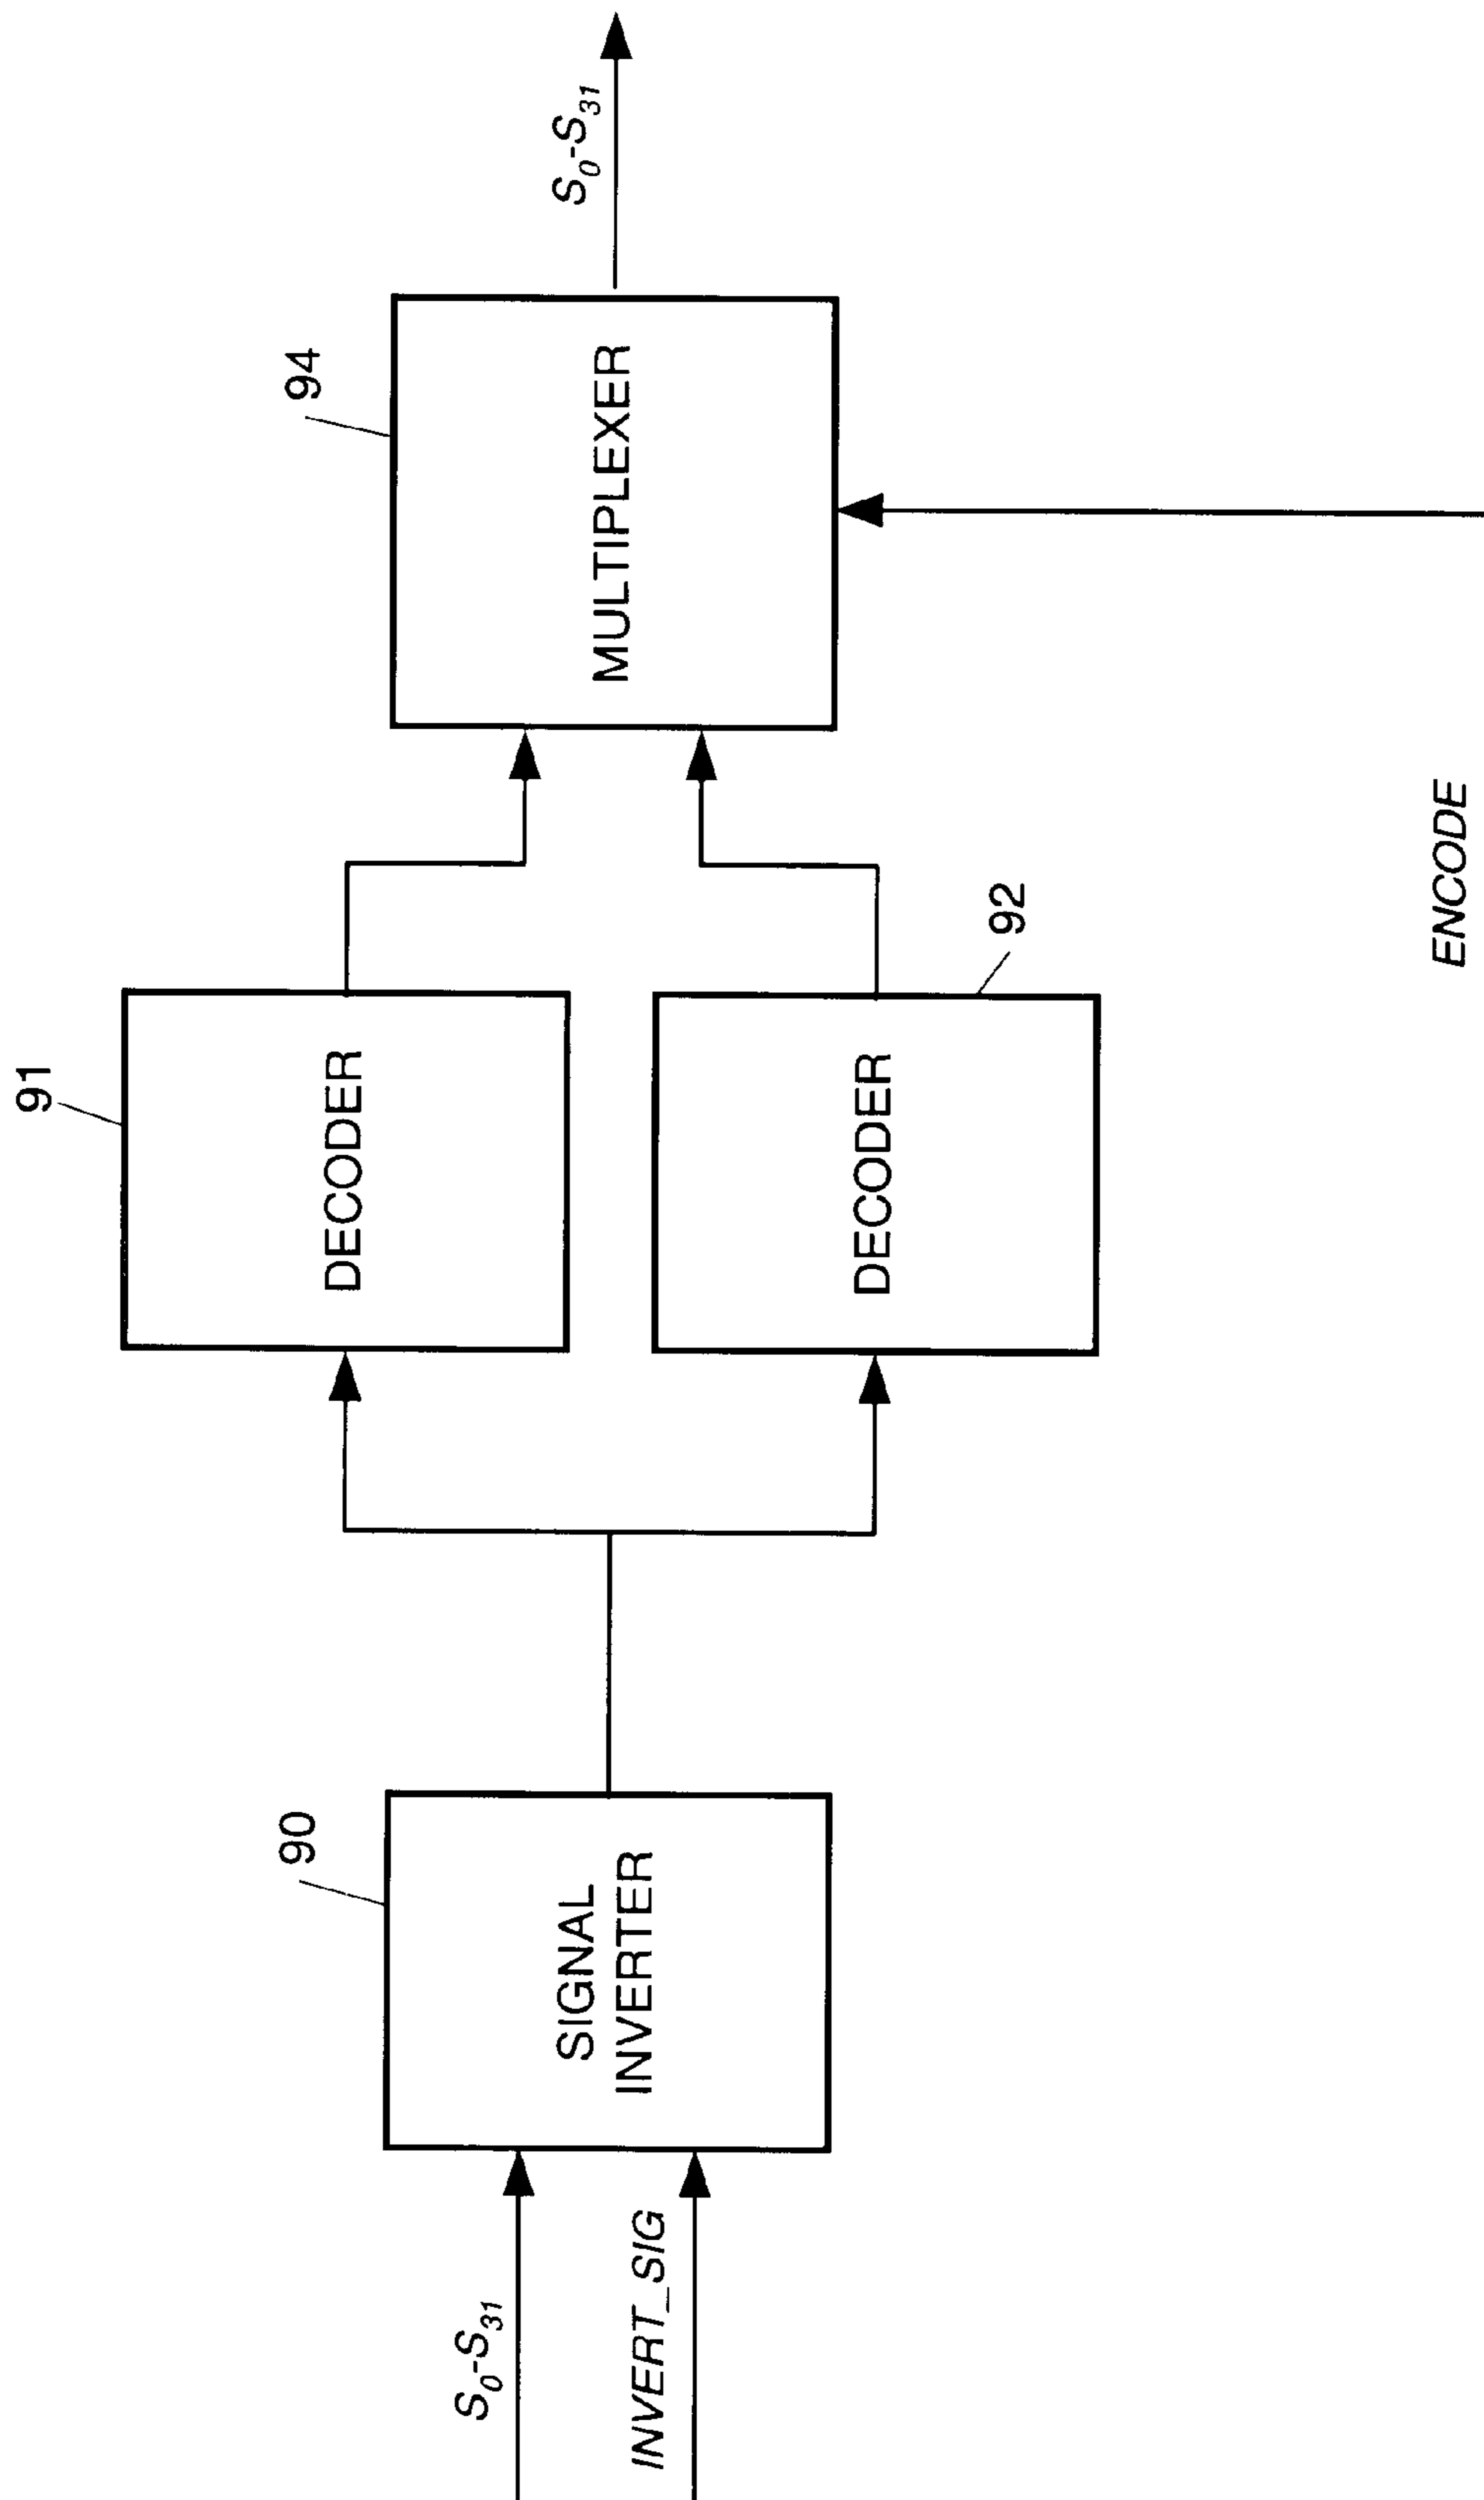 S0-S31
INVERT_SIG
90
SIGNAL
INVERTER
91
DECODER
DECODER
92
94
MULTIPLEXER
S0-S31
ENCODE